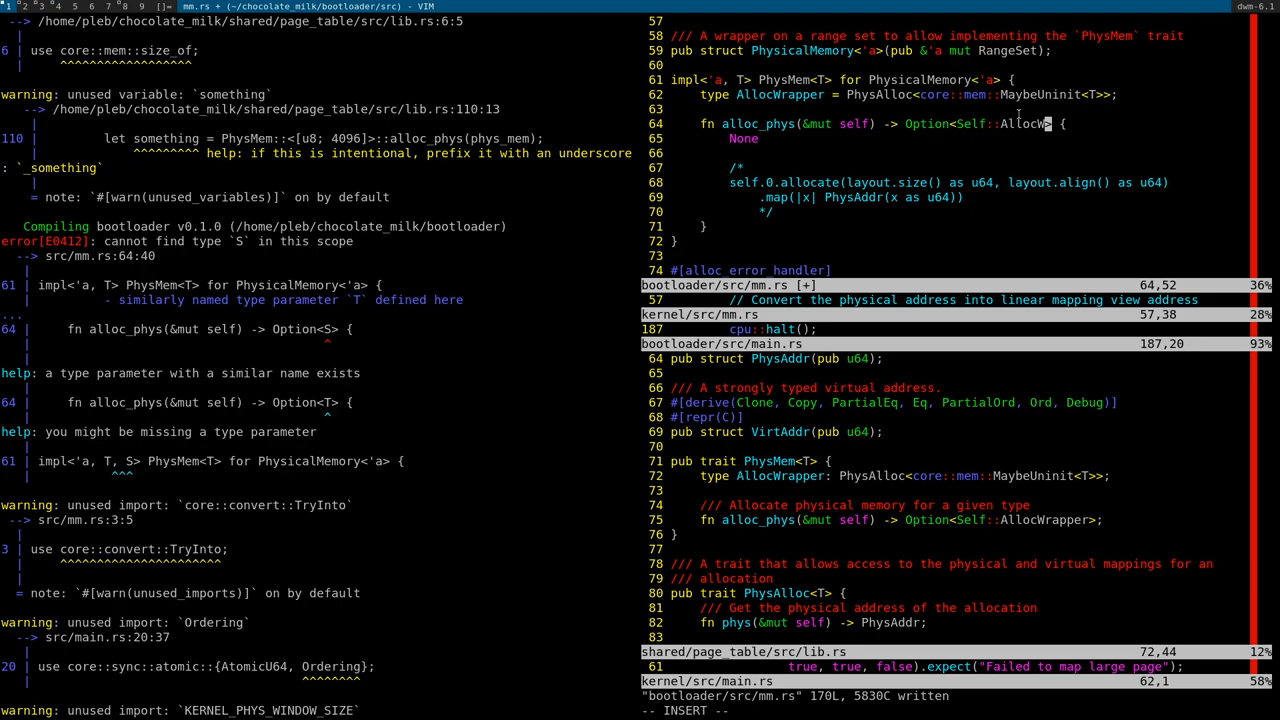 1 2 3 4 5 6 7 8 9 []= mm.rs + (~/chocolate_milk/bootloader/src) - VIM dwm-6.1
--> /home/pleb/chocolate_milk/shared/page_table/src/lib.rs:6:5
|
6 | use core::mem::size_of;
| ^^^^^^^^^^^^^^^^^^
warning: unused variable: `something`
--> /home/pleb/chocolate_milk/shared/page_table/src/lib.rs:110:13
|
110 | let something = PhysMem::<[u8; 4096]>::alloc_phys(phys_mem);
| ^^^^^^^^^ help: if this is intentional, prefix it with an underscore
: `_something`
|
= note: `#[warn(unused_variables)]` on by default
Compiling bootloader v0.1.0 (/home/pleb/chocolate_milk/bootloader)
error[E0412]: cannot find type `S` in this scope
--> src/mm.rs:64:40
|
61 | impl<'a, T> PhysMem<T> for PhysicalMemory<'a> {
| - similarly named type parameter `T` defined here
...
64 | fn alloc_phys(&mut self) -> Option<S> {
| ^
|
help: a type parameter with a similar name exists
|
64 | fn alloc_phys(&mut self) -> Option<T> {
| ^
help: you might be missing a type parameter
|
61 | impl<'a, T, S> PhysMem<T> for PhysicalMemory<'a> {
| ^^^
warning: unused import: `core::convert::TryInto`
--> src/mm.rs:3:5
|
3 | use core::convert::TryInto;
| ^^^^^^^^^^^^^^^^^^^^^^
|
= note: `#[warn(unused_imports)]` on by default
warning: unused import: `Ordering`
--> src/main.rs:20:37
|
20 | use core::sync::atomic::{AtomicU64, Ordering};
| ^^^^^^^^
warning: unused import: `KERNEL_PHYS_WINDOW_SIZE`
57
58 /// A wrapper on a range set to allow implementing the `PhysMem` trait
59 pub struct PhysicalMemory<'a>(pub &'a mut RangeSet);
60
61 impl<'a, T> PhysMem<T> for PhysicalMemory<'a> {
62 type AllocWrapper = PhysAlloc<core::mem::MaybeUninit<T>>;
63
64 fn alloc_phys(&mut self) -> Option<Self::AllocW> {
65 None
66
67 /*
68 self.0.allocate(layout.size() as u64, layout.align() as u64)
69 .map(|x| PhysAddr(x as u64))
70 */
71 }
72 }
73
74 #[alloc_error_handler]
bootloader/src/mm.rs [+] 64,52 36%
57 // Convert the physical address into linear mapping view address
kernel/src/mm.rs 57,38 28%
187 cpu::halt();
bootloader/src/main.rs 187,20 93%
64 pub struct PhysAddr(pub u64);
65
66 /// A strongly typed virtual address.
67 #[derive(Clone, Copy, PartialEq, Eq, PartialOrd, Ord, Debug)]
68 #[repr(C)]
69 pub struct VirtAddr(pub u64);
70
71 pub trait PhysMem<T> {
72 type AllocWrapper: PhysAlloc<core::mem::MaybeUninit<T>>;
73
74 /// Allocate physical memory for a given type
75 fn alloc_phys(&mut self) -> Option<Self::AllocWrapper>;
76 }
77
78 /// A trait that allows access to the physical and virtual mappings for an
79 /// allocation
80 pub trait PhysAlloc<T> {
81 /// Get the physical address of the allocation
82 fn phys(&mut self) -> PhysAddr;
83
shared/page_table/src/lib.rs 72,44 12%
61 true, true, false).expect("Failed to map large page");
kernel/src/main.rs 62,1 58%
"bootloader/src/mm.rs" 170L, 5830C written
-- INSERT --